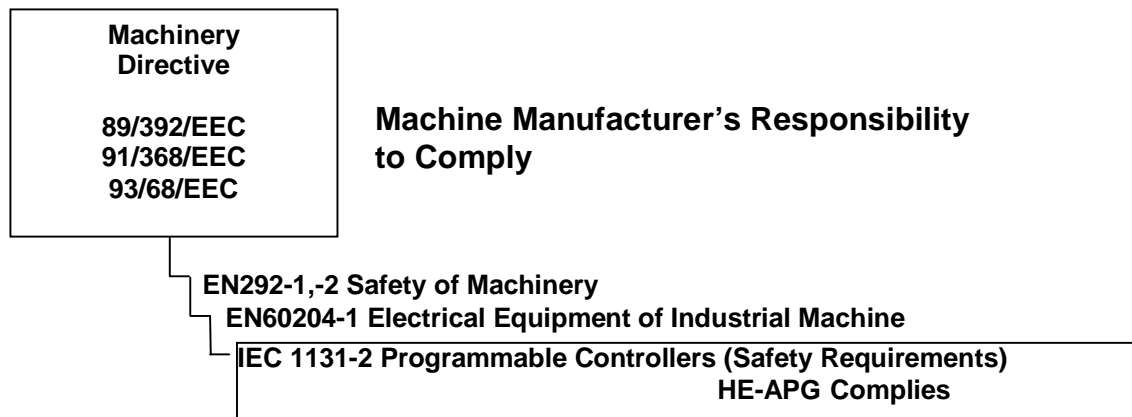 Machinery
Directive
89/392/EEC
91/368/EEC
93/68/EEC
Machine Manufacturer’s Responsibility
to Comply
EN292-1,-2 Safety of Machinery
EN60204-1 Electrical Equipment of Industrial Machine
IEC 1131-2 Programmable Controllers (Safety Requirements)
HE-APG Complies